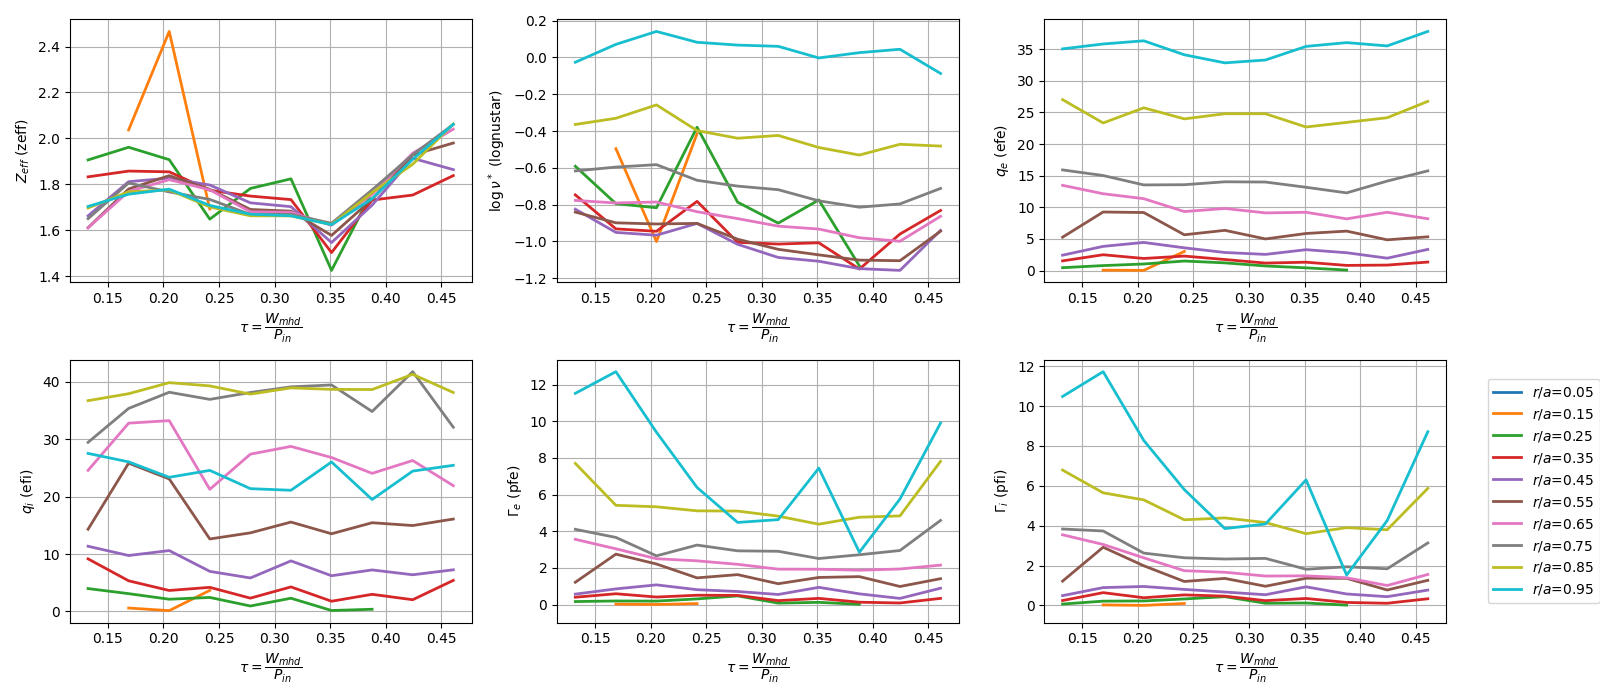 2.4
2.2
2.0
1.8
1.6
1.4
Z_eff (zeff)
0.15 0.20 0.25 0.30 0.35 0.40 0.45
τ = W_mhd / P_in
0.2
0.0
−0.2
−0.4
−0.6
−0.8
−1.0
−1.2
log ν* (lognustar)
0.15 0.20 0.25 0.30 0.35 0.40 0.45
τ = W_mhd / P_in
35
30
25
20
15
10
5
0
q_e (efe)
0.15 0.20 0.25 0.30 0.35 0.40 0.45
τ = W_mhd / P_in
40
30
20
10
0
q_i (efi)
0.15 0.20 0.25 0.30 0.35 0.40 0.45
τ = W_mhd / P_in
12
10
8
6
4
2
0
Γ_e (pfe)
0.15 0.20 0.25 0.30 0.35 0.40 0.45
τ = W_mhd / P_in
12
10
8
6
4
2
0
Γ_i (pfi)
0.15 0.20 0.25 0.30 0.35 0.40 0.45
τ = W_mhd / P_in
r/a=0.05
r/a=0.15
r/a=0.25
r/a=0.35
r/a=0.45
r/a=0.55
r/a=0.65
r/a=0.75
r/a=0.85
r/a=0.95